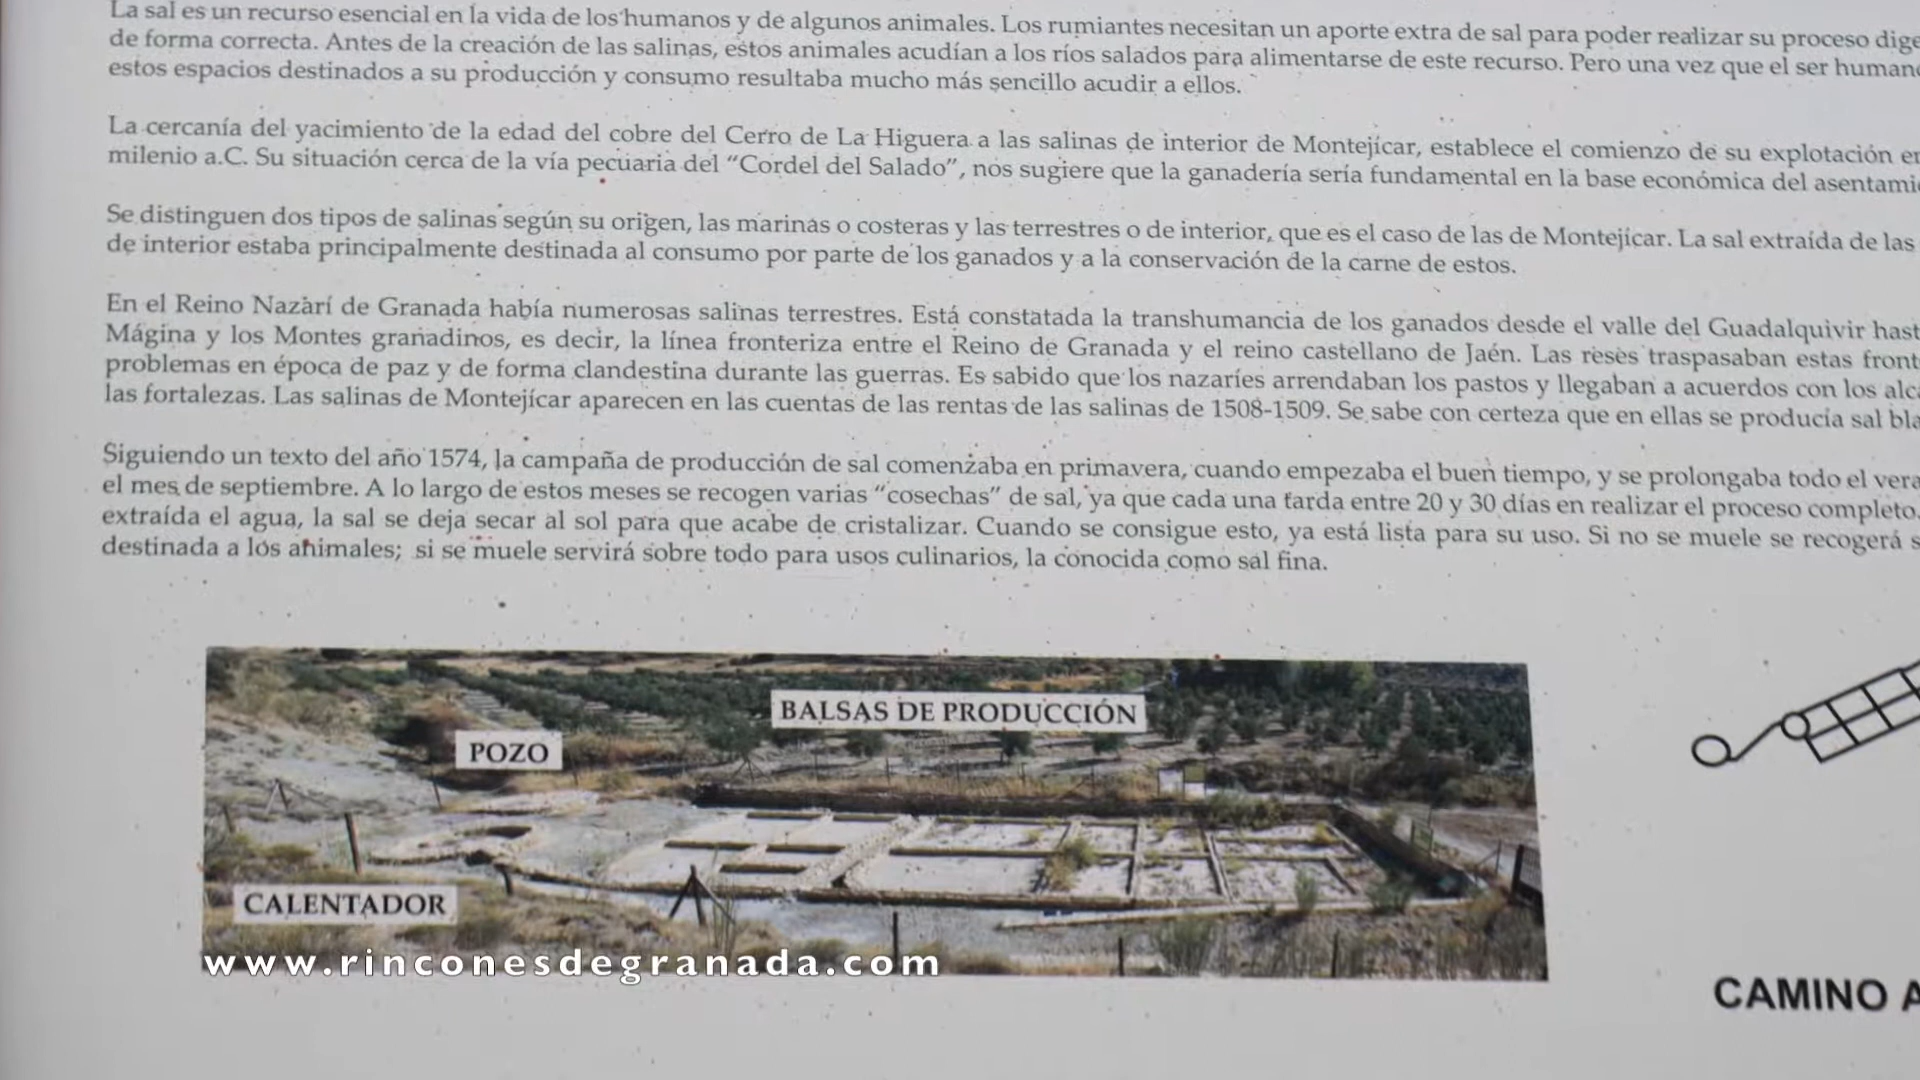 La sal es un recurso esencial en la vida de los humanos y de algunos animales. Los rumiantes necesitan un aporte extra de sal para poder realizar su proceso dige
de forma correcta. Antes de la creación de las salinas, estos animales acudían a los ríos salados para alimentarse de este recurso. Pero una vez que el ser human
estos espacios destinados a su producción y consumo resultaba mucho más sencillo acudir a ellos.
La cercanía del yacimiento de la edad del cobre del Cerro de La Higuera a las salinas de interior de Montejícar, establece el comienzo de su explotación en
milenio a.C. Su situación cerca de la vía pecuaria del "Cordel del Salado", nos sugiere que la ganadería sería fundamental en la base económica del asentami
Se distinguen dos tipos de salinas según su origen, las marinas o costeras y las terrestres o de interior, que es el caso de las de Montejícar. La sal extraída de las
de interior estaba principalmente destinada al consumo por parte de los ganados y a la conservación de la carne de estos.
En el Reino Nazarí de Granada había numerosas salinas terrestres. Está constatada la transhumancia de los ganados desde el valle del Guadalquivir hast
Mágina y los Montes granadinos, es decir, la línea fronteriza entre el Reino de Granada y el reino castellano de Jaén. Las reses traspasaban estas front
problemas en época de paz y de forma clandestina durante las guerras. Es sabido que los nazaríes arrendaban los pastos y llegaban a acuerdos con los alca
las fortalezas. Las salinas de Montejícar aparecen en las cuentas de las rentas de las salinas de 1508-1509. Se sabe con certeza que en ellas se producía sal bla
Siguiendo un texto del año 1574, la campaña de producción de sal comenzaba en primavera, cuando empezaba el buen tiempo, y se prolongaba todo el vera
el mes de septiembre. A lo largo de estos meses se recogen varias "cosechas" de sal, ya que cada una tarda entre 20 y 30 días en realizar el proceso completo.
extraída el agua, la sal se deja secar al sol para que acabe de cristalizar. Cuando se consigue esto, ya está lista para su uso. Si no se muele se recogerá s
destinada a los animales; si se muele servirá sobre todo para usos culinarios, la conocida como sal fina.
BALSAS DE PRODUCCIÓN
POZO
CALENTADOR
www.rinconesdegranada.com
CAMINO A